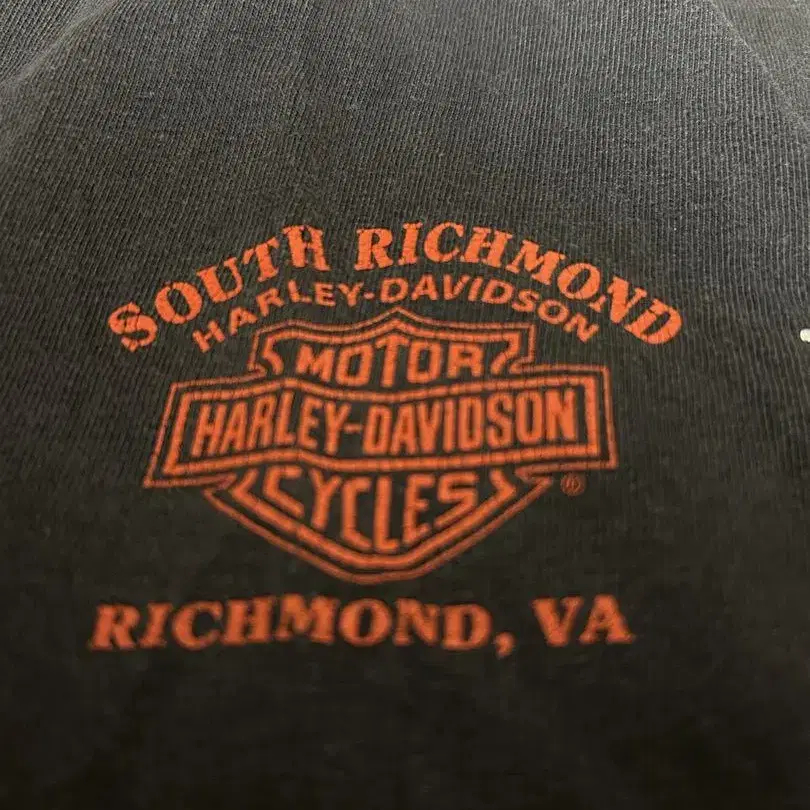 SOUTH RICHMOND
HARLEY-DAVIDSON
MOTOR
HARLEY-DAVIDSON
CYCLES
®
RICHMOND, VA